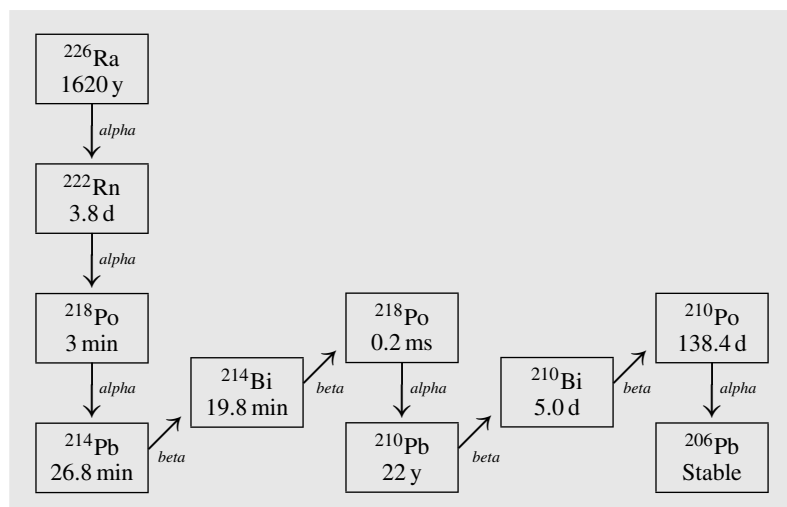 ²²⁶Ra
1620 y
alpha
²²²Rn
3.8 d
alpha
²¹⁸Po
3 min
alpha
²¹⁴Pb
26.8 min
beta
²¹⁴Bi
19.8 min
beta
²¹⁸Po
0.2 ms
alpha
²¹⁰Pb
22 y
beta
²¹⁰Bi
5.0 d
beta
²¹⁰Po
138.4 d
alpha
²⁰⁶Pb
Stable